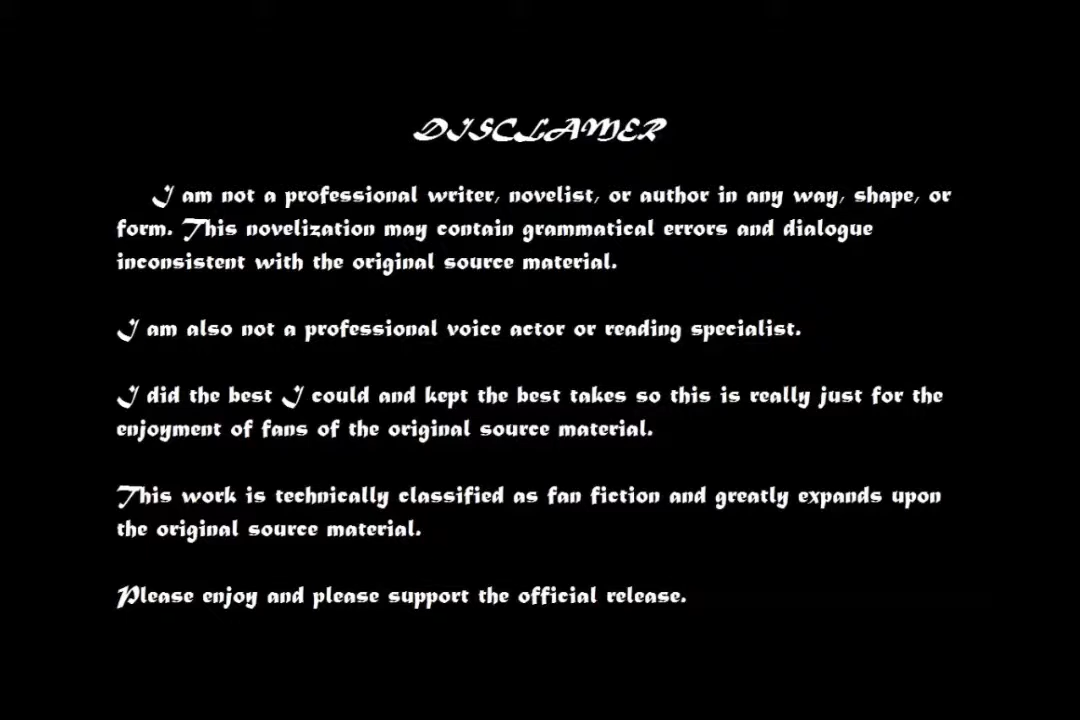 DISCLAMER
I am not a professional writer, novelist, or author in any way, shape, or
form. This novelization may contain grammatical errors and dialogue
inconsistent with the original source material.
I am also not a professional voice actor or reading specialist.
I did the best I could and kept the best takes so this is really just for the
enjoyment of fans of the original source material.
This work is technically classified as fan fiction and greatly expands upon
the original source material.
Please enjoy and please support the official release.